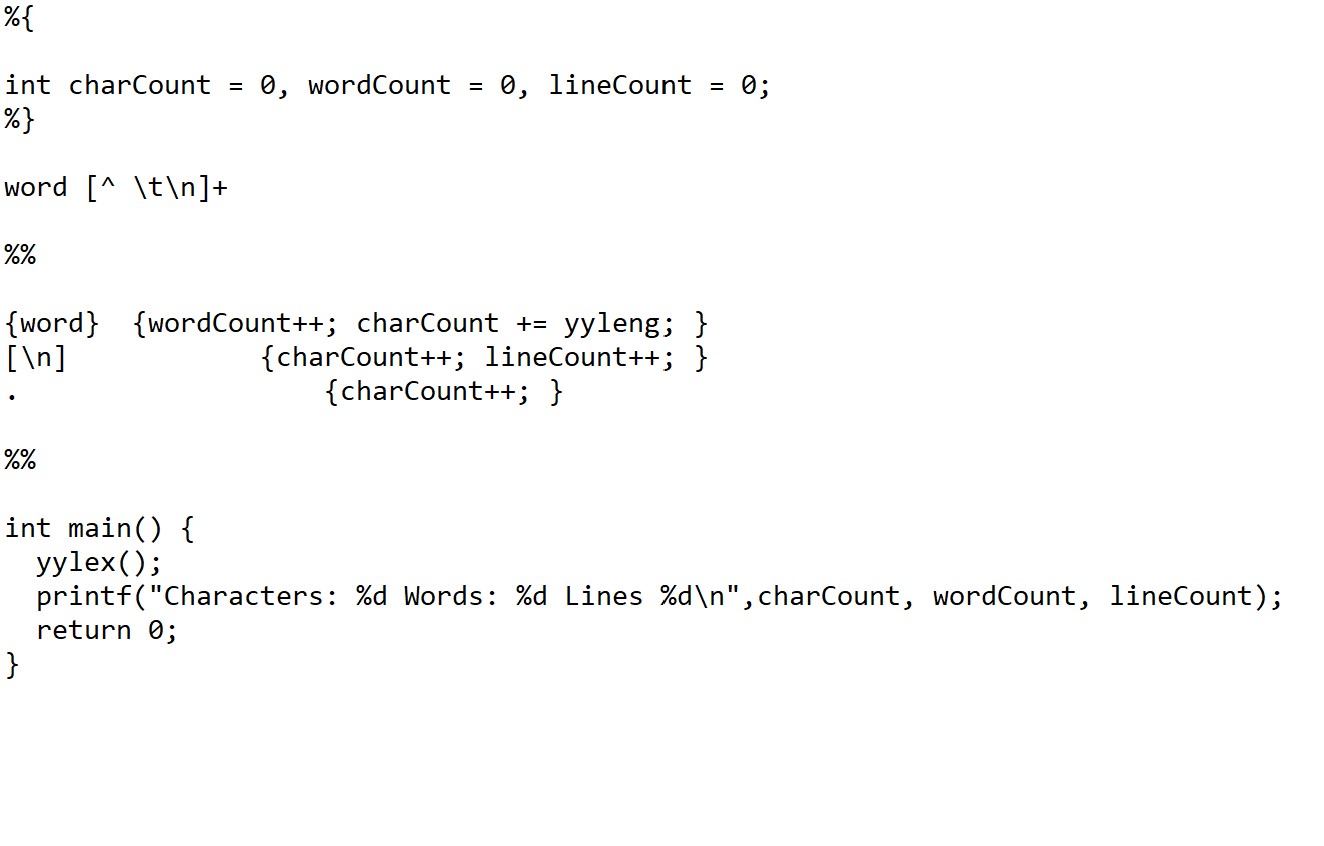 %{
int charCount = 0, wordCount = 0, lineCount = 0;
%}
word [^ \t\n]+
%%
{word}  {wordCount++; charCount += yyleng; }
[\n]            {charCount++; lineCount++; }
.                   {charCount++; }
%%
int main() {
  yylex();
  printf("Characters: %d Words: %d Lines %d\n",charCount, wordCount, lineCount);
  return 0;
}